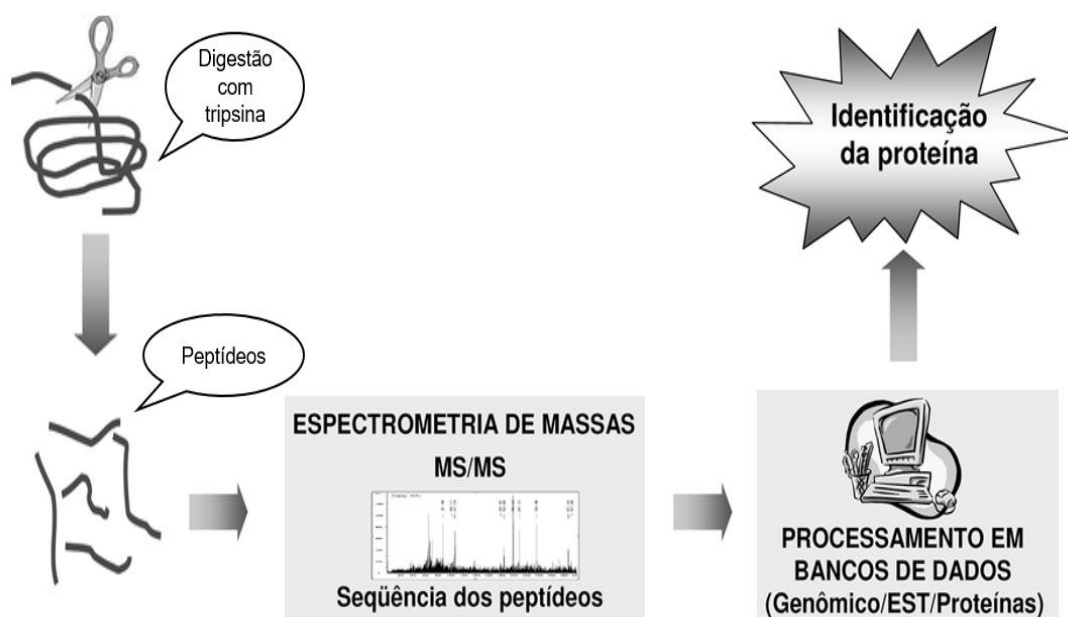 Digestão
com
tripsina
Peptídeos
ESPECTROMETRIA DE MASSAS
MS/MS
Seqüência dos peptídeos
PROCESSAMENTO EM
BANCOS DE DADOS
(Genômico/EST/Proteínas)
Identificação
da proteína